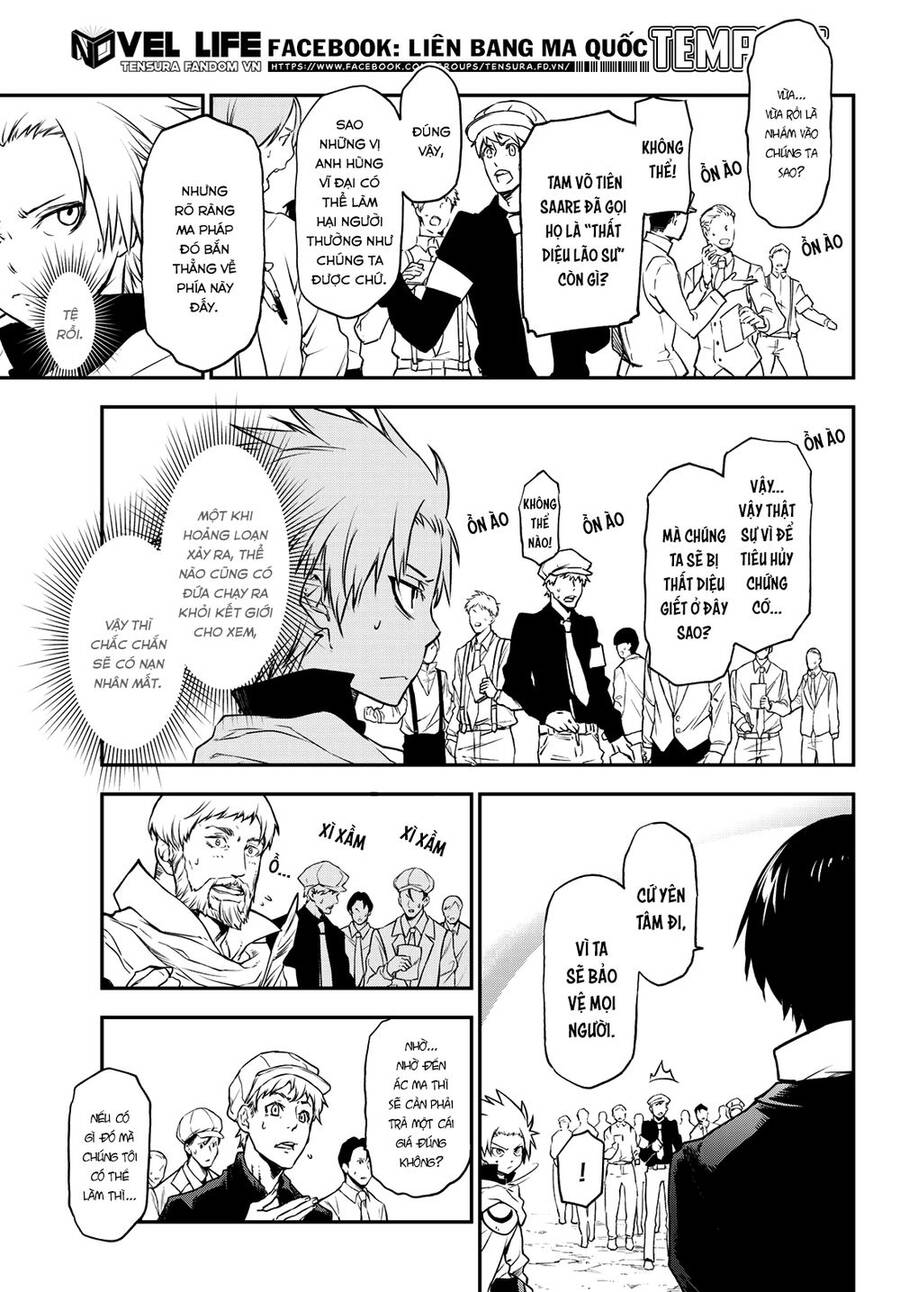 NOVEL LIFE
TENSURA FANDOM VN
FACEBOOK: LIÊN BANG MA QUỐC
HTTPS://WWW.FACEBOOK.COM/GROUPS/TENSURA.FD.VN/
VỪA...
VỪA RỒI LÀ
NHẮM VÀO
CHÚNG TA
SAO?
ỒN ÀO
ỒN ÀO
KHÔNG
THỂ!
TAM VÕ TIÊN
SAARE ĐÃ GỌI
HỌ LÀ “THẤT
DIỆU LÃO SƯ”
CÒN GÌ?
ĐÚNG
VẬY,
SAO
NHỮNG VỊ
ANH HÙNG
VĨ ĐẠI CÓ
THỂ LÀM
HẠI NGƯỜI
THƯỜNG NHƯ
CHÚNG TA
ĐƯỢC CHỨ.
NHƯNG
RÕ RÀNG
MA PHÁP
ĐÓ BẮN
THẲNG VỀ
PHÍA NÀY
ĐẤY.
TỆ
RỒI.
ỒN ÀO
VẬY...
VẬY THẬT
SỰ VÌ ĐỂ
TIÊU HỦY
CHỨNG
CỚ...
MÀ CHÚNG
TA SẼ BỊ
THẤT DIỆU
GIẾT Ở ĐÂY
SAO?
ỒN ÀO
KHÔNG
THỂ
NÀO!
ỒN ÀO
MỘT KHI
HOẢNG LOẠN
XẢY RA, THỂ
NÀO CŨNG CÓ
ĐỨA CHẠY RA
KHỎI KẾT GIỚI
CHO XEM,
VẬY THÌ
CHẮC CHẮN
SẼ CÓ NẠN
NHÂN MẤT.
CỨ YÊN
TÂM ĐI,
VÌ TA
SẼ BẢO
VỆ MỌI
NGƯỜI.
!
XÌ XẦM
XÌ XẦM
Ồ...
NHỜ...
NHỜ ĐẾN
ÁC MA THÌ
SẼ CẦN PHẢI
TRẢ MỘT CÁI
GIÁ ĐÚNG
KHÔNG?
NẾU CÓ
GÌ ĐÓ MÀ
CHÚNG TÔI
CÓ THỂ
LÀM THÌ...